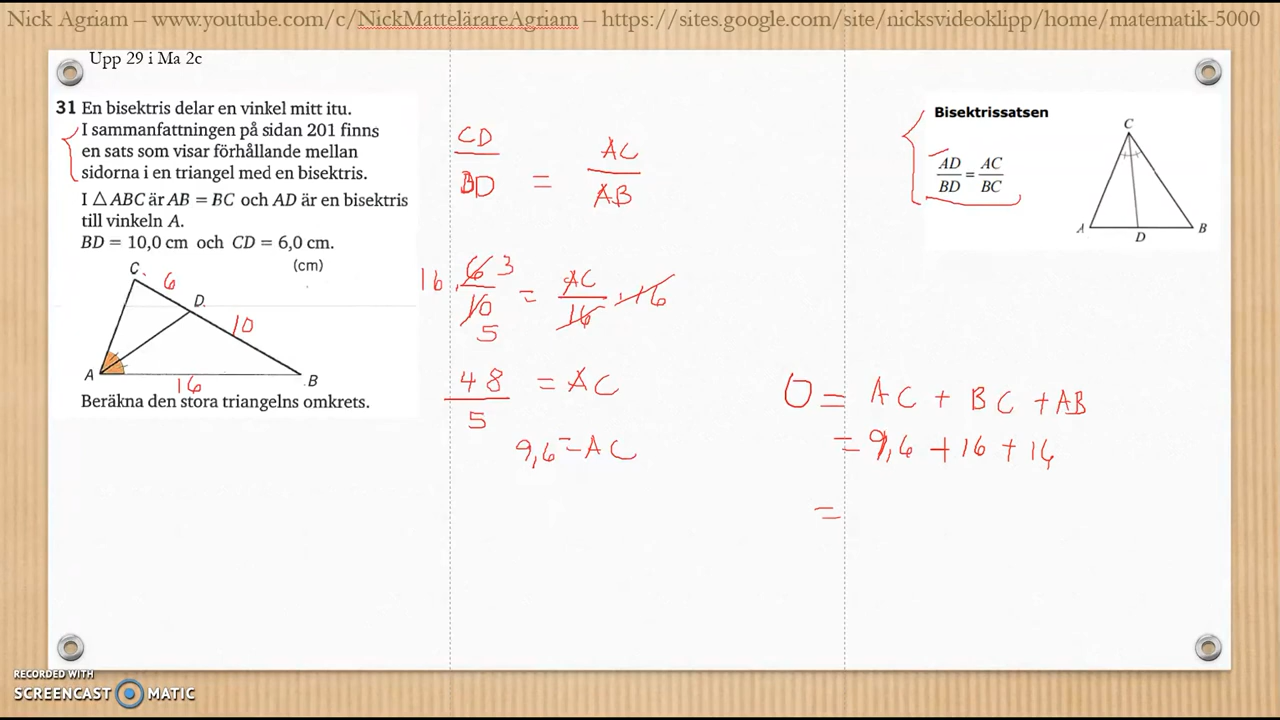 Nick Agriam – www.youtube.com/c/NickMattelärareAgriam – https://sites.google.com/site/nicksvideoklipp/home/matematik-5000
Upp 29 i Ma 2c
31 En bisektris delar en vinkel mitt itu.
I sammanfattningen på sidan 201 finns
en sats som visar förhållande mellan
sidorna i en triangel med en bisektris.
I △ABC är AB = BC och AD är en bisektris
till vinkeln A.
BD = 10,0 cm och CD = 6,0 cm.
(cm)
C
6
D
10
A
16
B
Beräkna den stora triangelns omkrets.
CD/BD = AC/AB
16 · 6/10 = AC/16 · 16
3
5
48/5 = AC
9,6 = AC
Bisektrissatsen
AD/BD = AC/BC
C
A
D
B
O = AC + BC + AB
= 9,6 + 16 + 16
=
RECORDED WITH
SCREENCAST MATIC